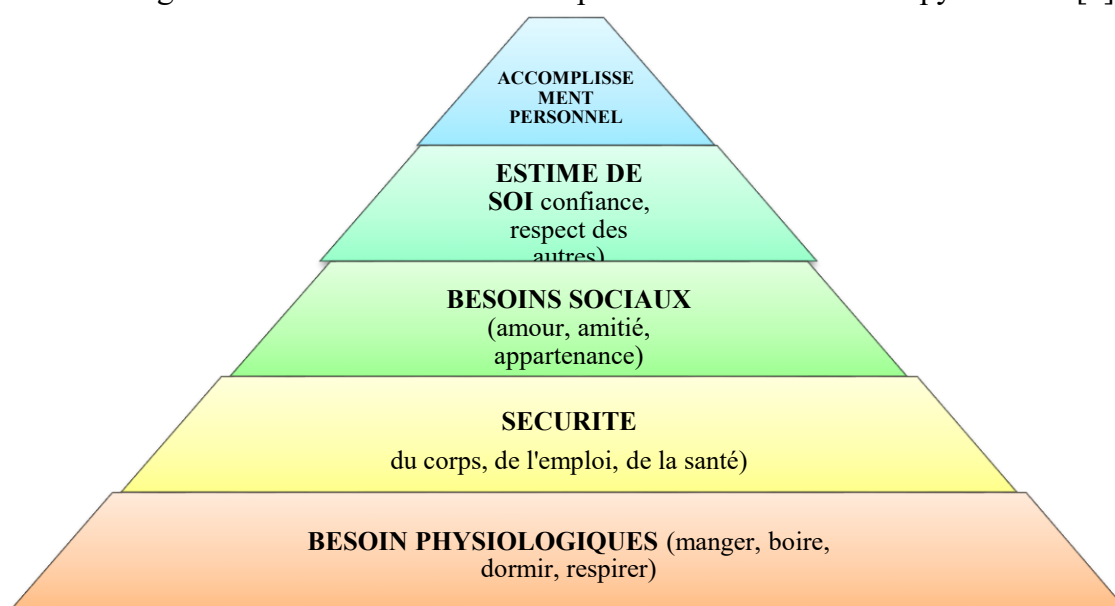 ACCOMPLISSE
MENT
PERSONNEL
ESTIME DE
SOI confiance,
respect des
autres)
BESOINS SOCIAUX
(amour, amitié,
appartenance)
SECURITE
du corps, de l'emploi, de la santé)
BESOIN PHYSIOLOGIQUES (manger, boire,
dormir, respirer)